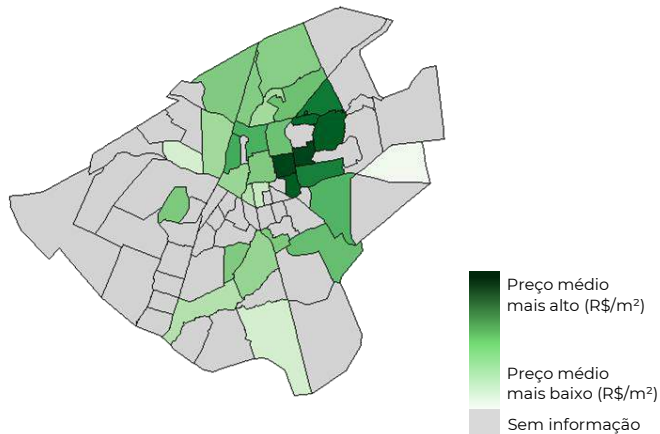 Preço médio
mais alto (R$/m²)
Preço médio
mais baixo (R$/m²)
Sem informação